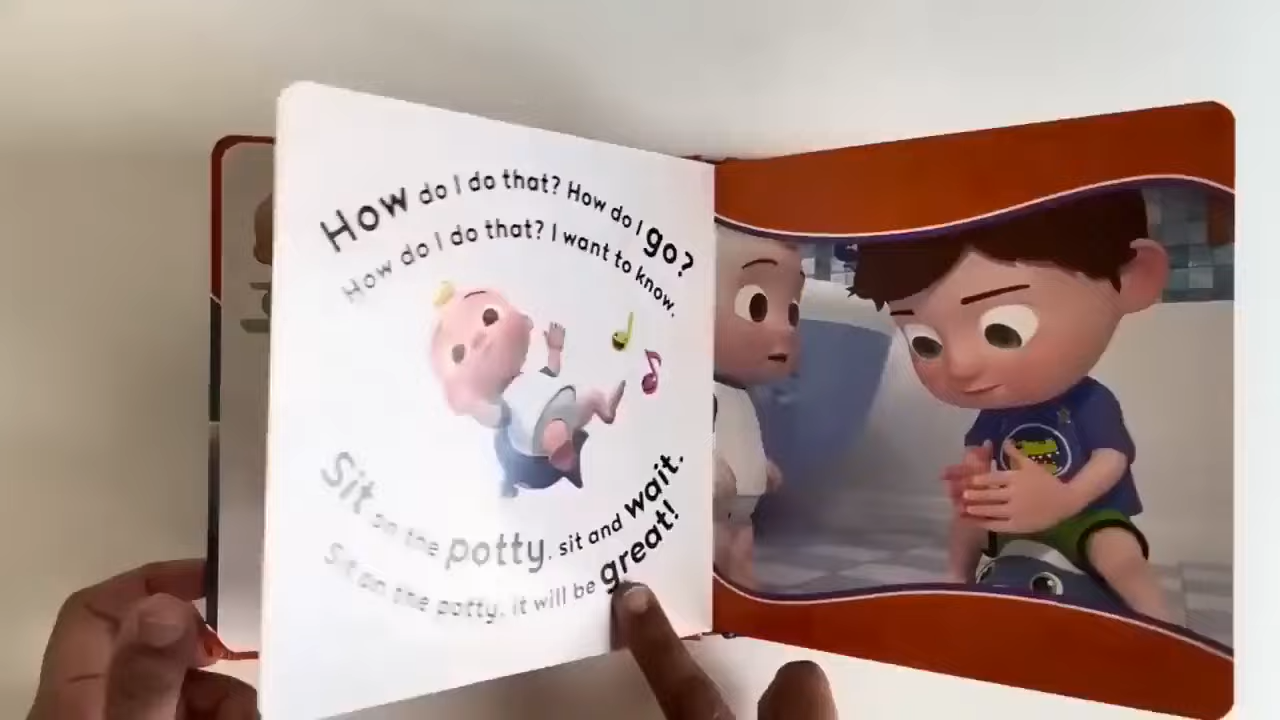 How do I do that? How do I go?
How do I do that? I want to know.
Sit on the potty, sit and wait.
Sit on the potty, it will be great!